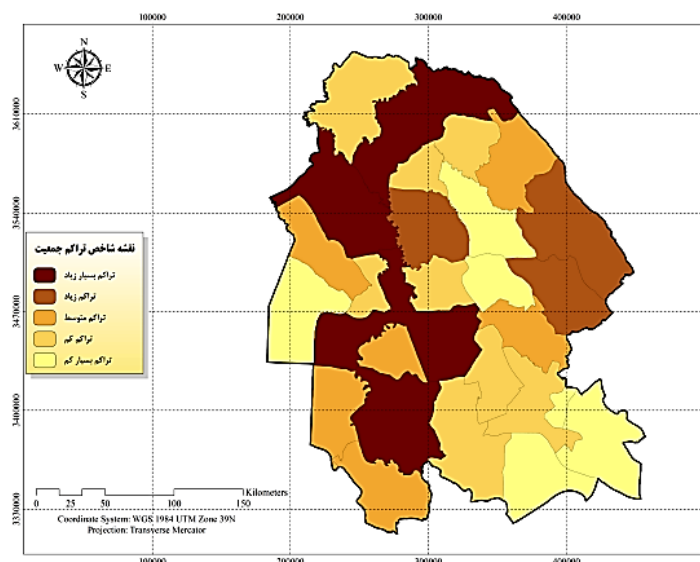 100000 200000 300000 400000
N
W E
S
3610000
3540000
3470000
3400000
3330000
نقشه شاخص تراکم جمعیت
تراکم بسیار زیاد
تراکم زیاد
تراکم متوسط
تراکم کم
تراکم بسیار کم
Kilometers
0 25 50 100 150
Coordinate System: WGS 1984 UTM Zone 39N
Projection: Transverse Mercator
100000 200000 300000 400000